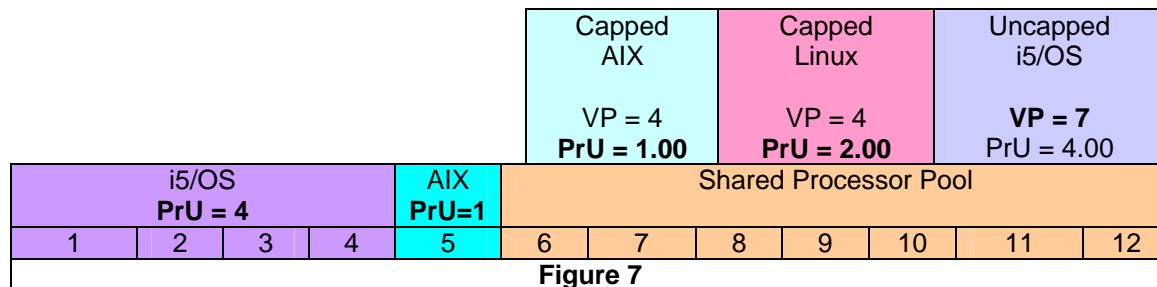 Capped
AIX
VP = 4
PrU = 1.00
Capped
Linux
VP = 4
PrU = 2.00
Uncapped
i5/OS
VP = 7
PrU = 4.00
i5/OS
PrU = 4
AIX
PrU=1
Shared Processor Pool
1 2 3 4 5 6 7 8 9 10 11 12
Figure 7